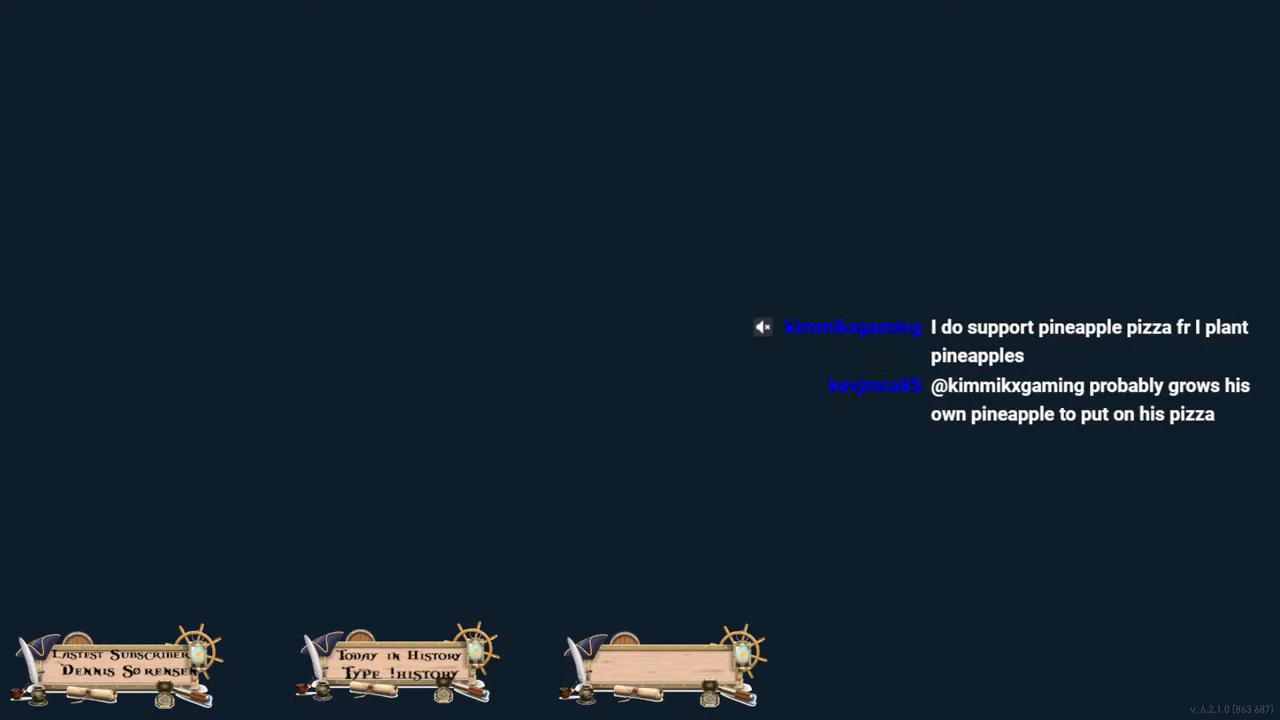 kimmikxgaming I do support pineapple pizza fr I plant
pineapples
kevjmca85 @kimmikxgaming probably grows his
own pineapple to put on his pizza
Lastest Subscriber
Dennis Sørensen
Today in History
Type !history
v. 6.2.1.0 (863 687)